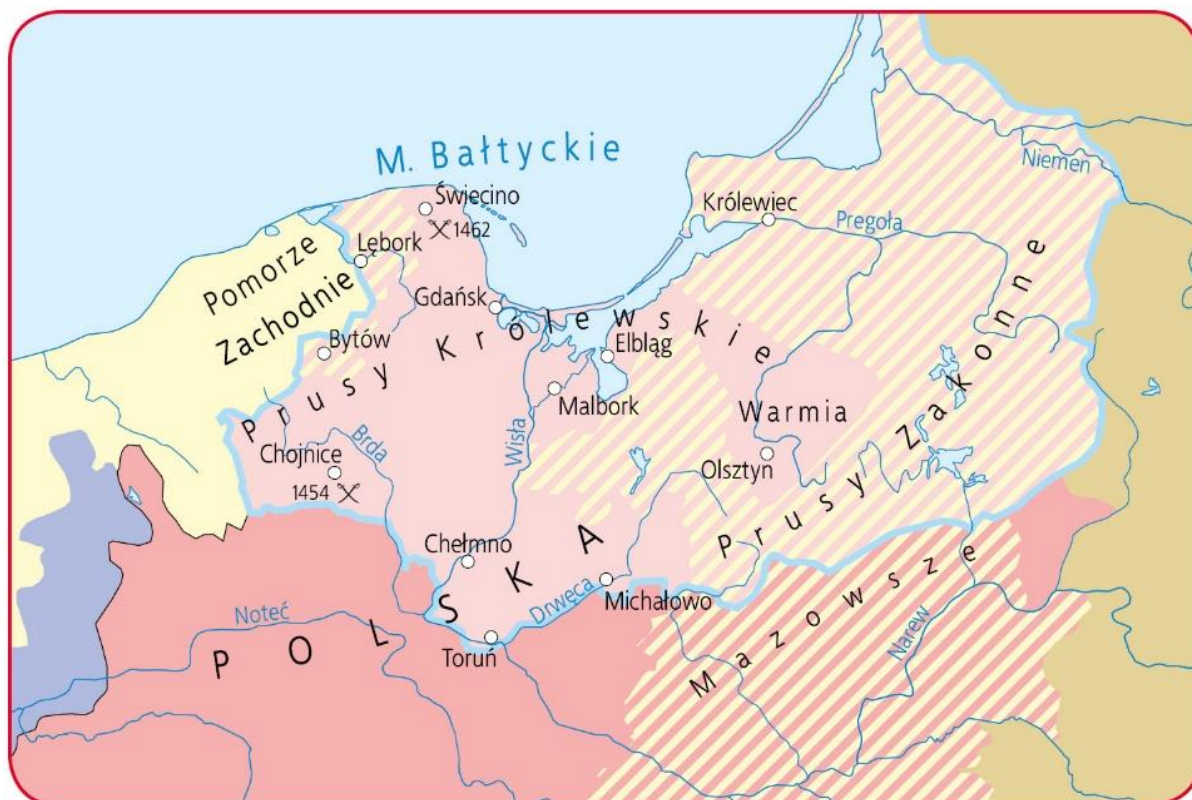 M. Bałtyckie
Świecino
1462
Królewiec
Niemen
Pregoła
Pomorze
Zachodnie
Lębork
Gdańsk
Prusy Królewskie
Elbląg
Bytów
Malbork
Warmia
Prusy Zakonne
Chojnice
1454
Brda
Wisła
Olsztyn
Chełmno
Drwęca
Michałowo
Mazowsze
Noteć
POLSKA
Toruń
Narew